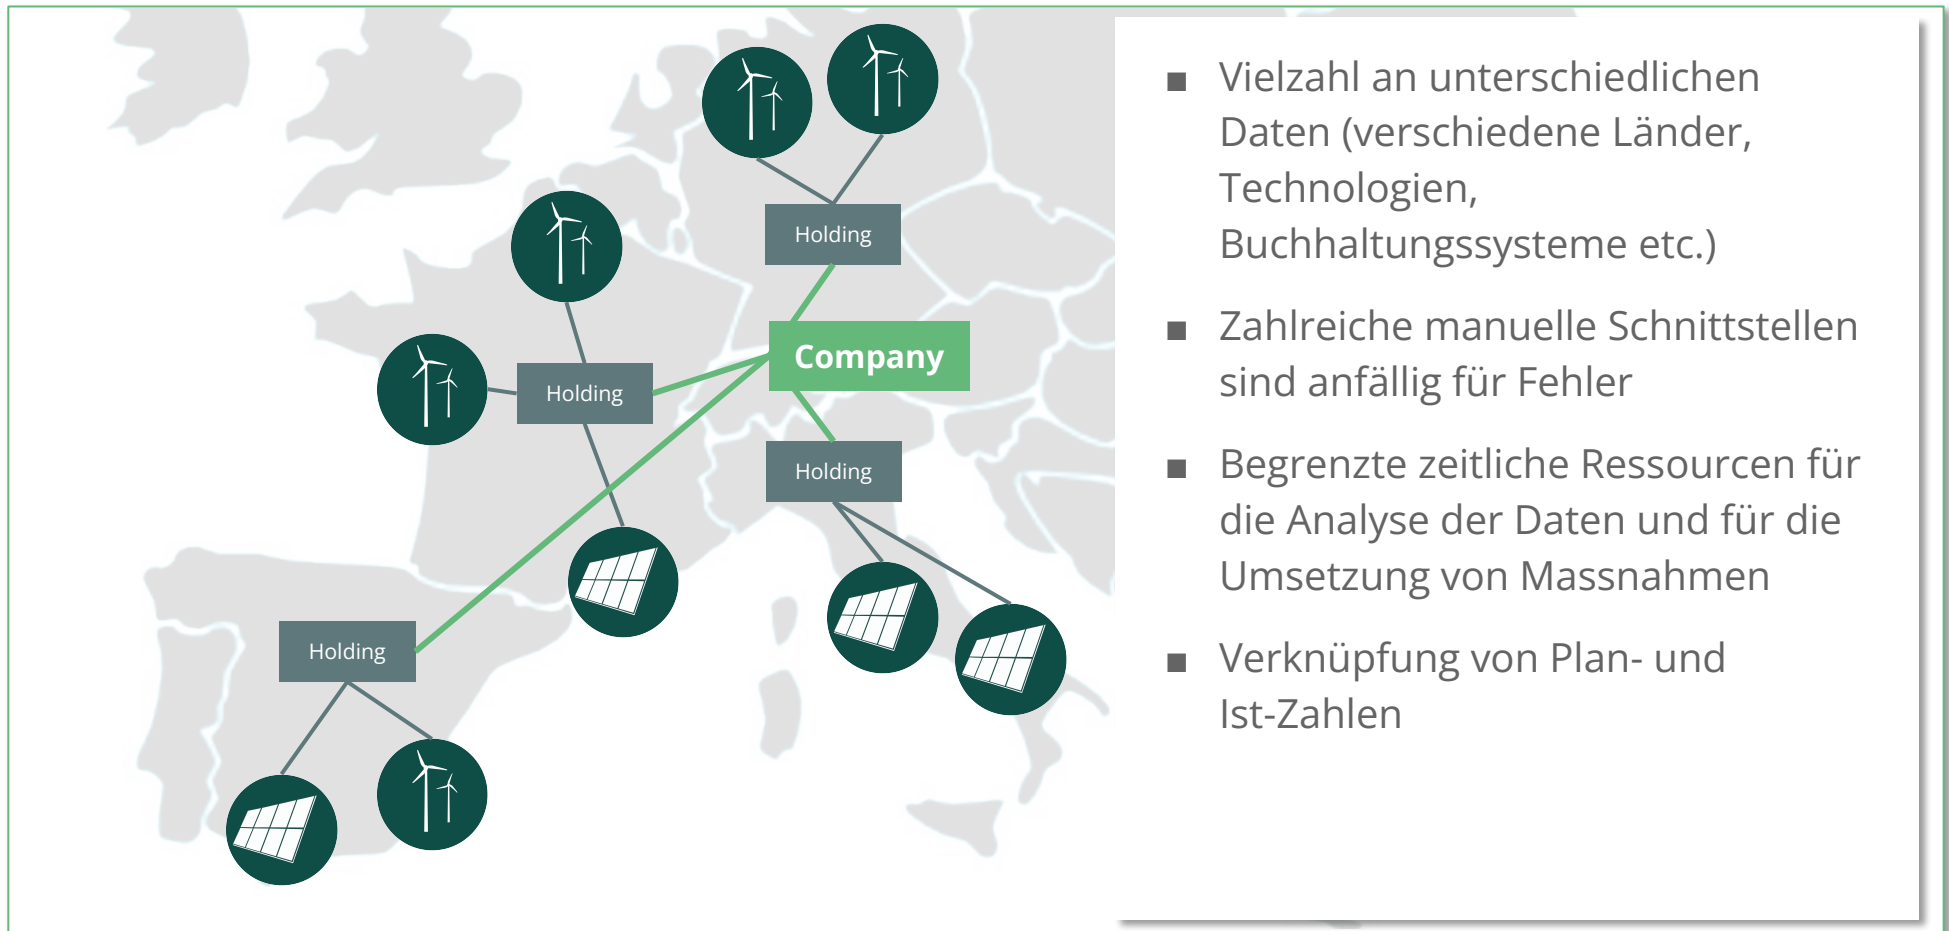 Holding
Company
Holding
Holding
Holding
■ Vielzahl an unterschiedlichen
Daten (verschiedene Länder,
Technologien,
Buchhaltungssysteme etc.)
■ Zahlreiche manuelle Schnittstellen
sind anfällig für Fehler
■ Begrenzte zeitliche Ressourcen für
die Analyse der Daten und für die
Umsetzung von Massnahmen
■ Verknüpfung von Plan- und
Ist-Zahlen